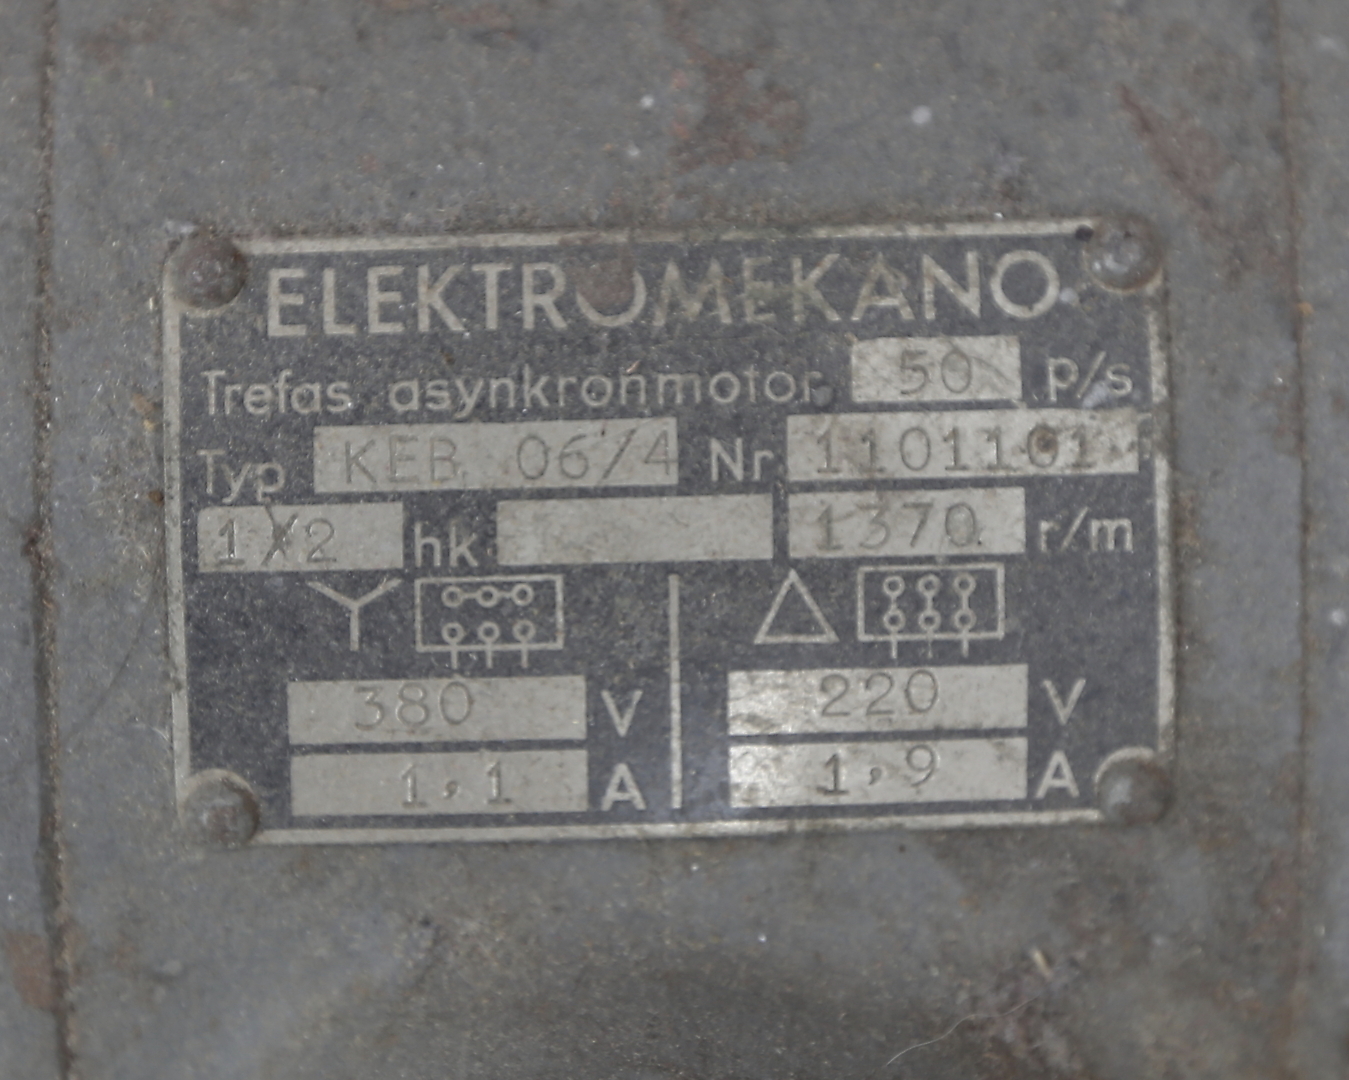 ELEKTROMEKANO
Trefas asynkronmotor 50 p/s
Typ KEB 06/4 Nr 1101101
1/2 hk 1370 r/m
380 V 220 V
1,1 A 1,9 A